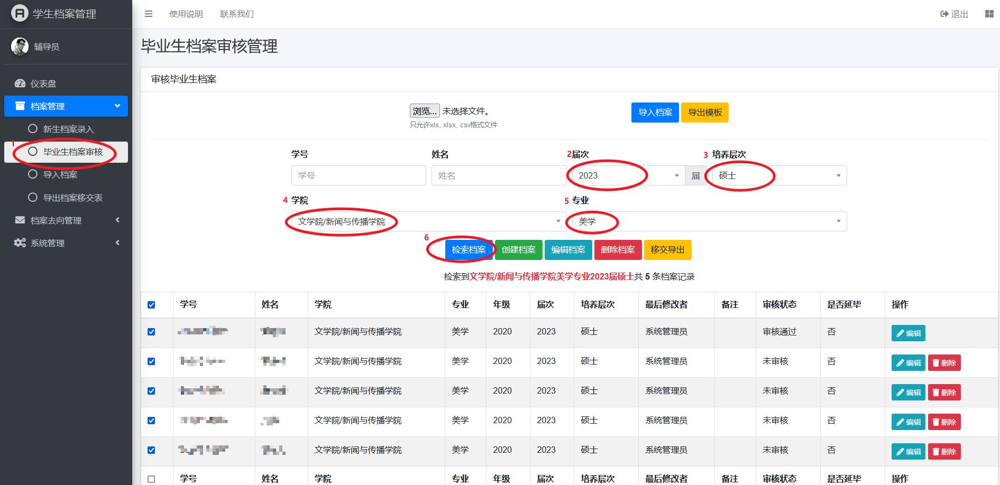 学生档案管理
使用说明 联系我们 退出
辅导员
仪表盘
档案管理
新生档案录入
1 毕业生档案审核
导入档案
导出档案移交表
档案去向管理
系统管理
毕业生档案审核管理
审核毕业生档案
浏览... 未选择文件。 导入档案 导出模板
只允许xls, xlsx, csv格式文件
学号 姓名 2届次 3 培养层次
学号 姓名 2023 届 硕士
4 学院 5 专业
文学院/新闻与传播学院 美学
6
检索档案 创建档案 编辑档案 删除档案 移交导出
检索到文学院/新闻与传播学院美学专业2023届硕士共 5 条档案记录
学号 姓名 学院 专业 年级 届次 培养层次 最后修改者 备注 审核状态 是否延毕 操作
文学院/新闻与传播学院 美学 2020 2023 硕士 系统管理员 审核通过 否 编辑
文学院/新闻与传播学院 美学 2020 2023 硕士 系统管理员 未审核 否 编辑 删除
文学院/新闻与传播学院 美学 2020 2023 硕士 系统管理员 未审核 否 编辑 删除
文学院/新闻与传播学院 美学 2020 2023 硕士 系统管理员 未审核 否 编辑 删除
文学院/新闻与传播学院 美学 2020 2023 硕士 系统管理员 未审核 否 编辑 删除
学号 姓名 学院 专业 年级 届次 培养层次 最后修改者 备注 审核状态 是否延毕 操作